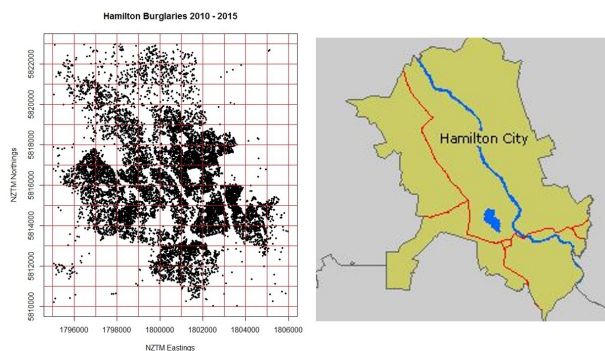 Hamilton Burglaries 2010 - 2015
NZTM Northings
5822000
5820000
5818000
5816000
5814000
5812000
5810000
1796000 1798000 1800000 1802000 1804000 1806000
NZTM Eastings
Hamilton City